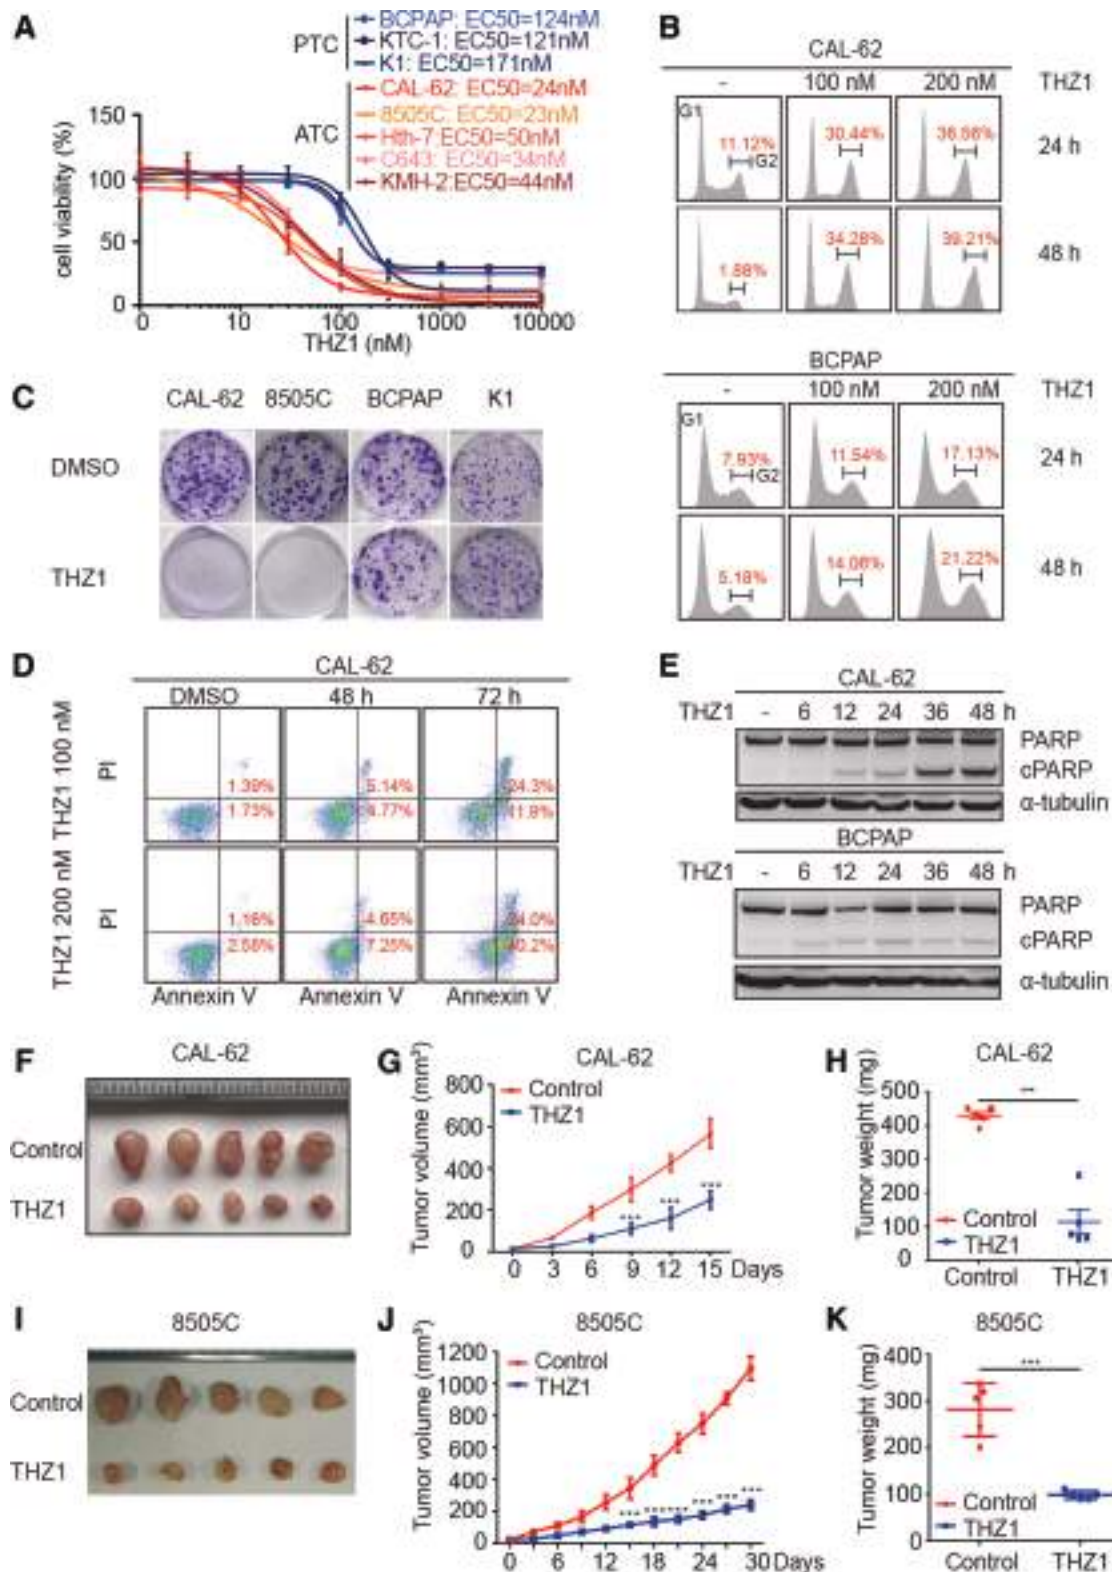 A
PTC
BCPAP: EC50=124nM
KTC-1: EC50=121nM
K1: EC50=171nM
ATC
CAL-62: EC50=24nM
8505C: EC50=23nM
Hth-7:EC50=50nM
C643: EC50=34nM
KMH-2:EC50=44nM
cell viability (%)
150
100
50
0
0 10 100 1000 10000
THZ1 (nM)
B
CAL-62
- 100 nM 200 nM THZ1
G1 11.12% G2 30.44% 36.56% 24 h
1.88% 34.28% 39.21% 48 h
BCPAP
- 100 nM 200 nM THZ1
G1 7.93% G2 11.54% 17.13% 24 h
5.18% 14.06% 21.22% 48 h
C
CAL-62 8505C BCPAP K1
DMSO
THZ1
D
CAL-62
DMSO 48 h 72 h
THZ1 100 nM
PI
1.39% 5.14% 24.3%
1.73% 4.77% 11.8%
THZ1 200 nM
PI
1.16% 4.65%
2.58% 7.25%
Annexin V Annexin V Annexin V
E
CAL-62
THZ1 - 6 12 24 36 48 h
PARP
cPARP
α-tubulin
BCPAP
THZ1 - 6 12 24 36 48 h
PARP
cPARP
α-tubulin
F
CAL-62
Control
THZ1
G
CAL-62
Tumor volume (mm³)
800
600
400
200
0
Control
THZ1
*** *** ***
0 3 6 9 12 15 Days
H
CAL-62
Tumor weight (mg)
500
400
300
200
100
0
Control
THZ1
Control THZ1
I
8505C
Control
THZ1
J
8505C
Tumor volume (mm³)
1200
1000
800
600
400
200
0
Control
THZ1
*** *** *** *** *** ***
0 6 12 18 24 30 Days
K
8505C
Tumor weight (mg)
400
300
200
100
0
***
Control
THZ1
Control THZ1